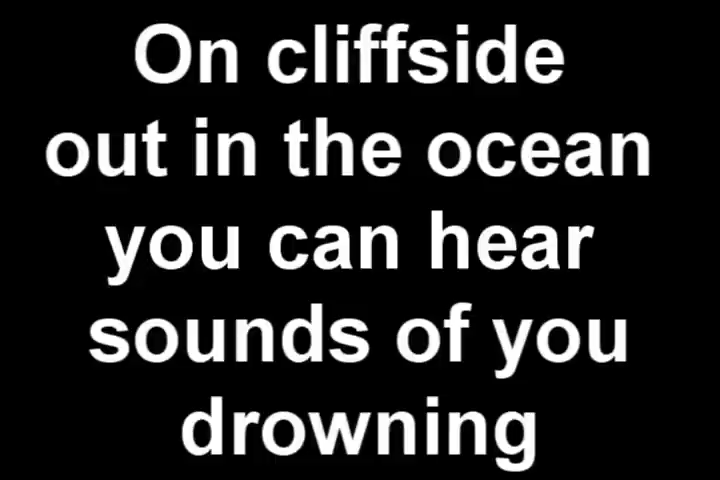 On cliffside
out in the ocean
you can hear
sounds of you
drowning